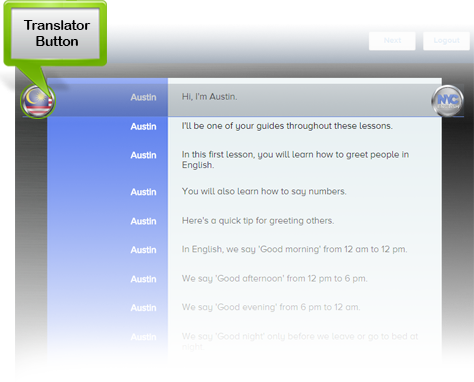 Translator
Button
Next
Logout
Austin Hi, I'm Austin.
Austin I'll be one of your guides throughout these lessons.
Austin In this first lesson, you will learn how to greet people in
English.
Austin You will also learn how to say numbers.
Austin Here's a quick tip for greeting others.
Austin In English, we say 'Good morning' from 12 am to 12 pm.
Austin We say 'Good afternoon' from 12 pm to 6 pm.
Austin We say 'Good evening' from 6 pm to 12 am.
Austin We say 'Good night' only before we leave or go to bed at
night.